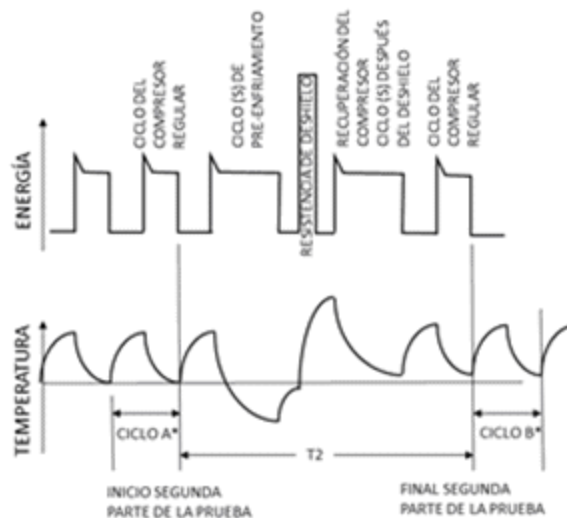 CICLO DEL
COMPRESOR
REGULAR
CICLO (S) DE
PRE-ENFRIAMIENTO
RESISTENCIA DE DESHIELO
RECUPERACIÓN DEL
COMPRESOR
CICLO (S) DESPUÉS
DEL DESHIELO
CICLO DEL
COMPRESOR
REGULAR
ENERGÍA
TEMPERATURA
CICLO A*
T2
CICLO B*
INICIO SEGUNDA
PARTE DE LA PRUEBA
FINAL SEGUNDA
PARTE DE LA PRUEBA